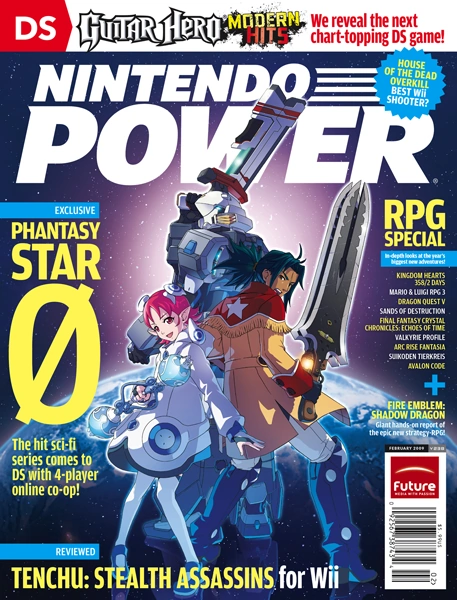 DS
GUITAR HERO
MODERN
HITS
We reveal the next
chart-topping DS game!
HOUSE
OF THE DEAD
OVERKILL
BEST Wii
SHOOTER?
NINTENDO
POWER®
EXCLUSIVE
PHANTASY
STAR
0
The hit sci-fi
series comes to
DS with 4-player
online co-op!
RPG
SPECIAL
In-depth looks at the year's
biggest new adventures!
KINGDOM HEARTS
358/2 DAYS
MARIO & LUIGI RPG 3
DRAGON QUEST V
SANDS OF DESTRUCTION
FINAL FANTASY CRYSTAL
CHRONICLES: ECHOES OF TIME
VALKYRIE PROFILE
ARC RISE FANTASIA
SUIKODEN TIERKREIS
AVALON CODE
+
FIRE EMBLEM:
SHADOW DRAGON
Giant hands-on report of
the epic new strategy-RPG!
FEBRUARY 2009
Future
MEDIA WITH PASSION
$5.99US
02
REVIEWED
TENCHU: STEALTH ASSASSINS for Wii